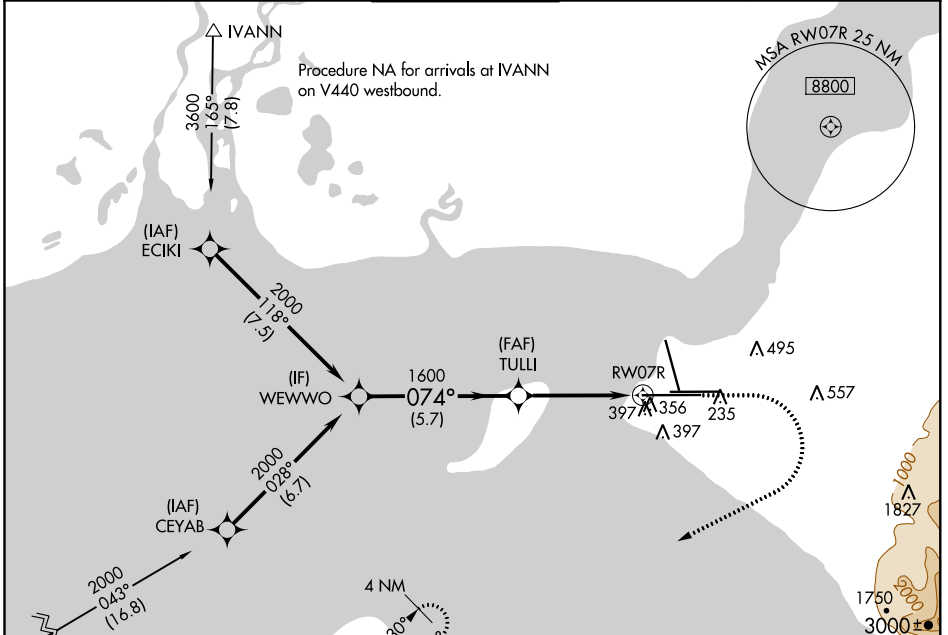 IVANN
Procedure NA for arrivals at IVANN
on V440 westbound.
MSA RW07R 25 NM
8800
3600
165°
(7.8)
(IAF)
ECIKI
2000
118°
(7.5)
(IF)
WEWWO
1600
074°
(5.7)
(FAF)
TULLI
RW07R
495
557
397
356
235
397
2000
028°
(6.7)
(IAF)
CEYAB
2000
043°
(16.8)
4 NM
1000
1827
2000
1750
3000±